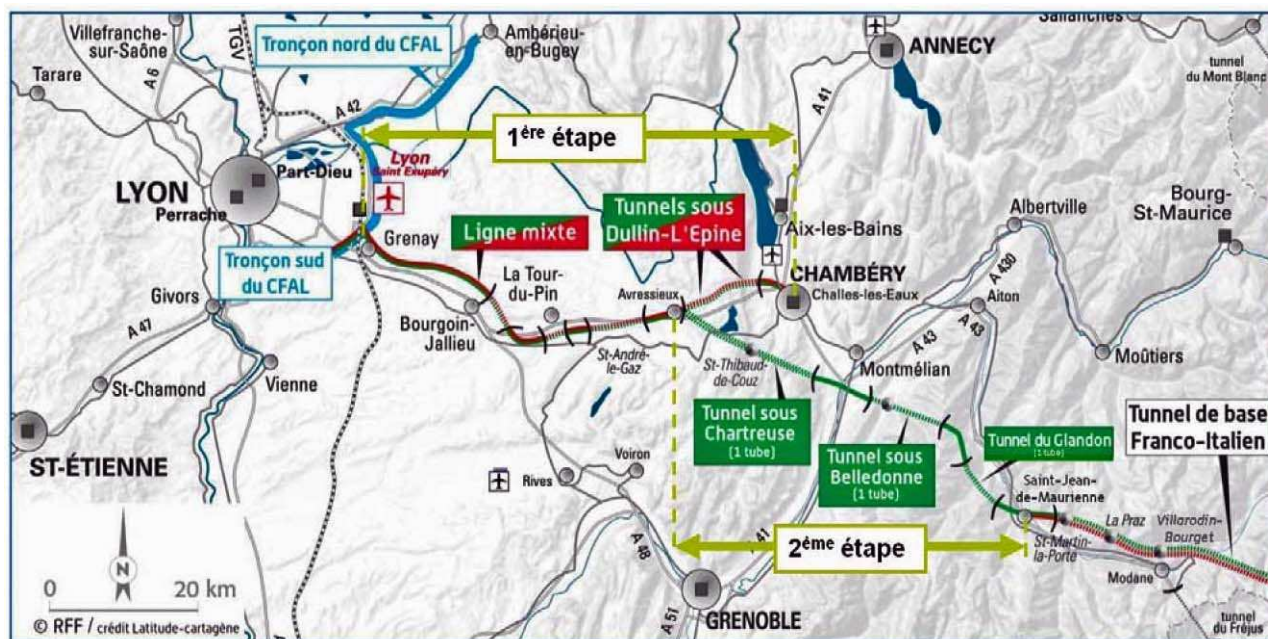 Villefranche-
sur-Saône
TGV
Tronçon nord du CFAL
Ambérieu-
en-Bugey
ANNECY
Sallanches
tunnel
du Mont Blanc
Tarare
A 6
A 42
A 41
1ère étape
Part-Dieu
Lyon
Saint Exupéry
LYON
Perrache
Ligne mixte
Tunnels sous
Dullin-L'Epine
Aix-les-Bains
Albertville
Bourg-
St-Maurice
Grenay
Tronçon sud
du CFAL
La Tour-
du-Pin
Avressieux
CHAMBÉRY
Challes-les-Eaux
A 430
Aiton
Givors
A 47
Bourgoin-
Jallieu
St-André-
le-Gaz
St-Thibaud-
de-Couz
A 43
A 43
Moûtiers
Montmélian
St-Chamond
Vienne
Tunnel sous
Chartreuse
(1 tube)
Tunnel sous
Belledonne
(1 tube)
Tunnel du Glandon
(1 tube)
Tunnel de base
Franco-Italien
ST-ÉTIENNE
Voiron
Rives
Saint-Jean-
de-Maurienne
La Praz
Villarodin-
Bourget
St-Martin-
la-Porte
2ème étape
A 48
A 41
Modane
N
0 20 km
GRENOBLE
A 51
tunnel
du Fréjus
© RFF / crédit Latitude-cartagène